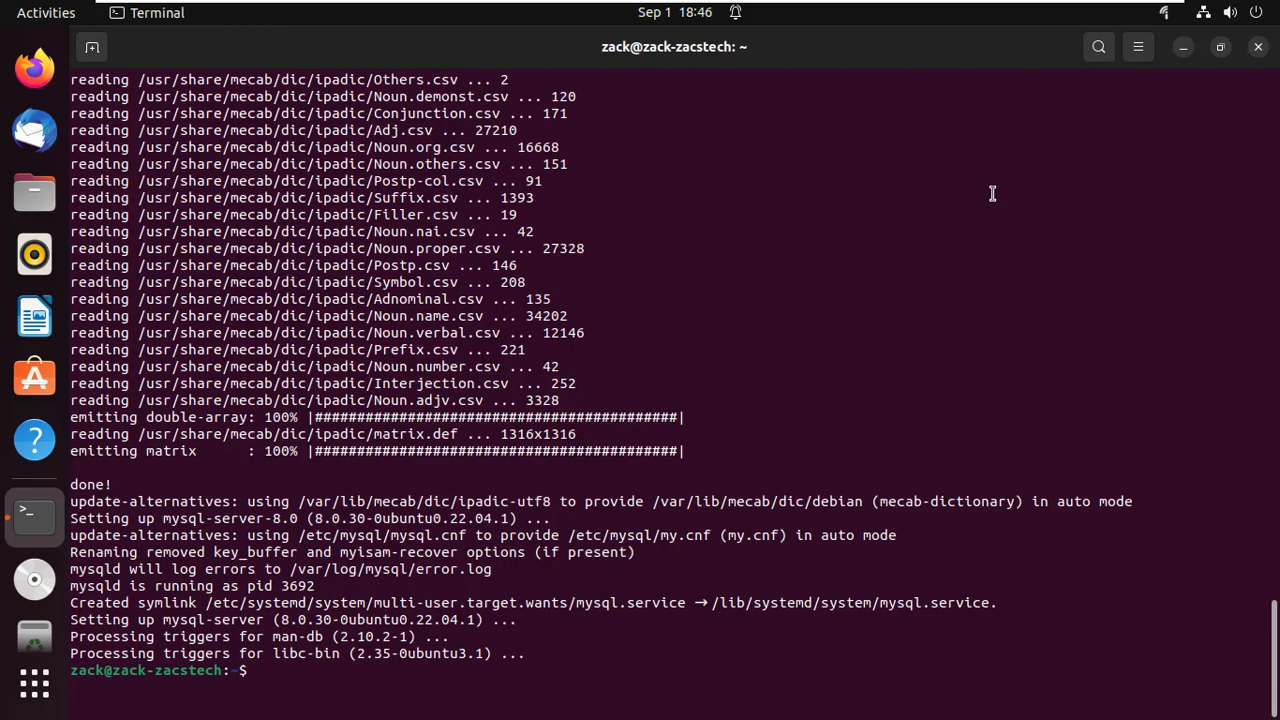 Activities
Terminal
Sep 1 18:46
zack@zack-zacstech: ~
reading /usr/share/mecab/dic/ipadic/Others.csv ... 2
reading /usr/share/mecab/dic/ipadic/Noun.demonst.csv ... 120
reading /usr/share/mecab/dic/ipadic/Conjunction.csv ... 171
reading /usr/share/mecab/dic/ipadic/Adj.csv ... 27210
reading /usr/share/mecab/dic/ipadic/Noun.org.csv ... 16668
reading /usr/share/mecab/dic/ipadic/Noun.others.csv ... 151
reading /usr/share/mecab/dic/ipadic/Postp-col.csv ... 91
reading /usr/share/mecab/dic/ipadic/Suffix.csv ... 1393
reading /usr/share/mecab/dic/ipadic/Filler.csv ... 19
reading /usr/share/mecab/dic/ipadic/Noun.nai.csv ... 42
reading /usr/share/mecab/dic/ipadic/Noun.proper.csv ... 27328
reading /usr/share/mecab/dic/ipadic/Postp.csv ... 146
reading /usr/share/mecab/dic/ipadic/Symbol.csv ... 208
reading /usr/share/mecab/dic/ipadic/Adnominal.csv ... 135
reading /usr/share/mecab/dic/ipadic/Noun.name.csv ... 34202
reading /usr/share/mecab/dic/ipadic/Noun.verbal.csv ... 12146
reading /usr/share/mecab/dic/ipadic/Prefix.csv ... 221
reading /usr/share/mecab/dic/ipadic/Noun.number.csv ... 42
reading /usr/share/mecab/dic/ipadic/Interjection.csv ... 252
reading /usr/share/mecab/dic/ipadic/Noun.adjv.csv ... 3328
emitting double-array: 100% |###########################################|
reading /usr/share/mecab/dic/ipadic/matrix.def ... 1316x1316
emitting matrix      : 100% |###########################################|
done!
update-alternatives: using /var/lib/mecab/dic/ipadic-utf8 to provide /var/lib/mecab/dic/debian (mecab-dictionary) in auto mode
Setting up mysql-server-8.0 (8.0.30-0ubuntu0.22.04.1) ...
update-alternatives: using /etc/mysql/mysql.cnf to provide /etc/mysql/my.cnf (my.cnf) in auto mode
Renaming removed key_buffer and myisam-recover options (if present)
mysqld will log errors to /var/log/mysql/error.log
mysqld is running as pid 3692
Created symlink /etc/systemd/system/multi-user.target.wants/mysql.service → /lib/systemd/system/mysql.service.
Setting up mysql-server (8.0.30-0ubuntu0.22.04.1) ...
Processing triggers for man-db (2.10.2-1) ...
Processing triggers for libc-bin (2.35-0ubuntu3.1) ...
zack@zack-zacstech:~$